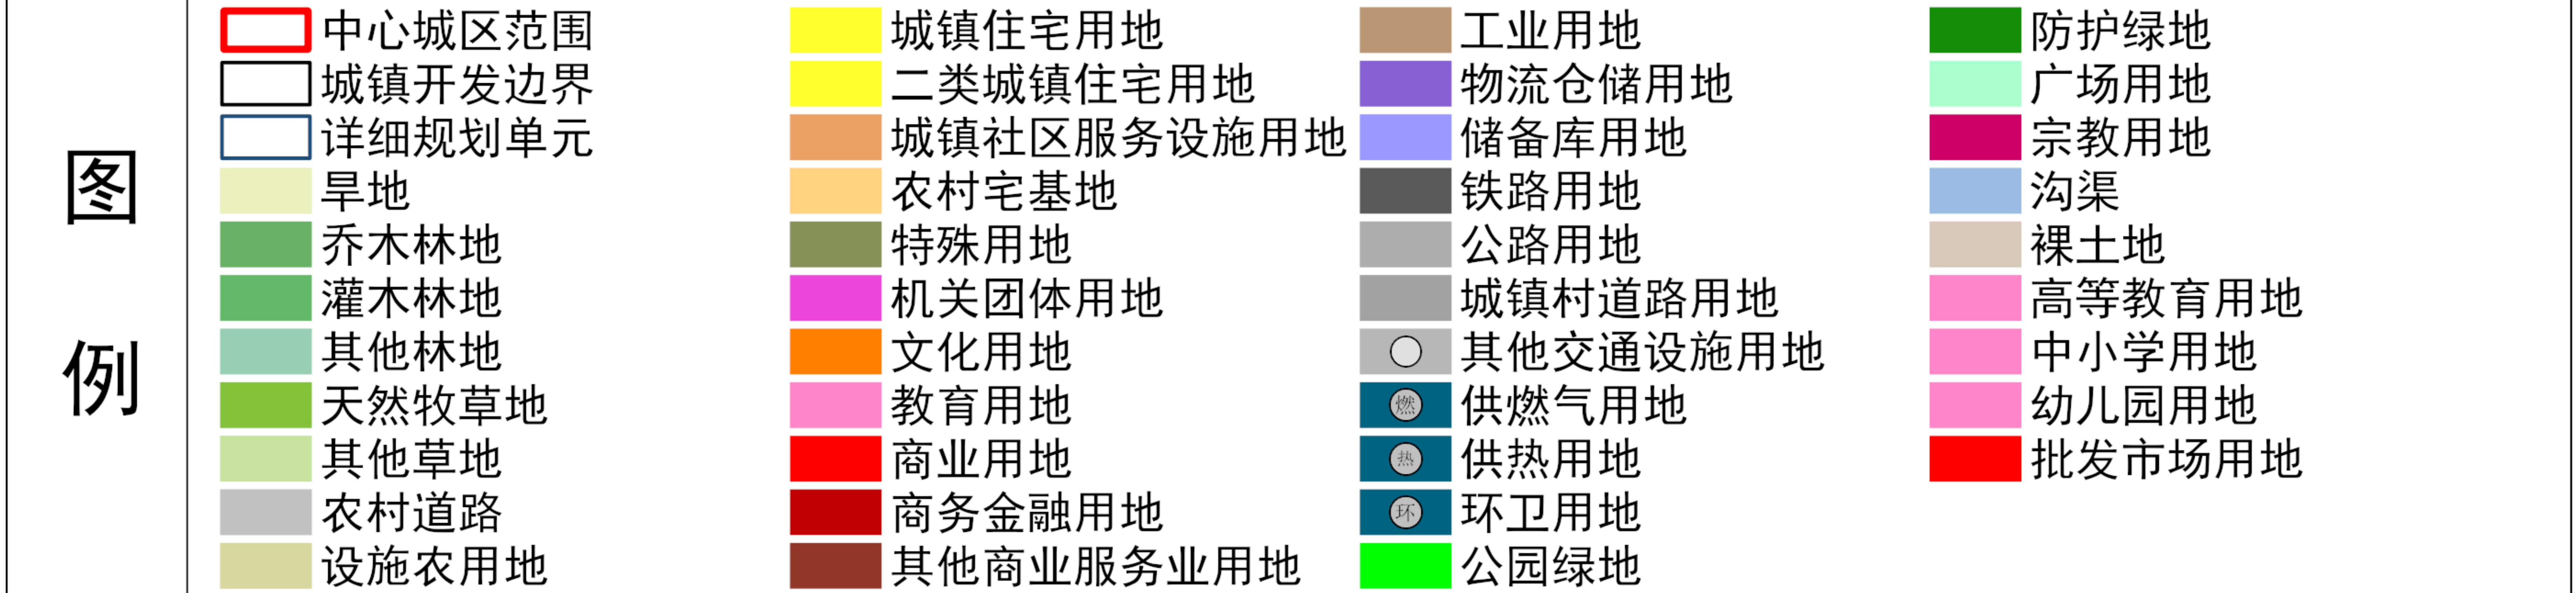 图例
中心城区范围
城镇开发边界
详细规划单元
旱地
乔木林地
灌木林地
其他林地
天然牧草地
其他草地
农村道路
设施农用地
城镇住宅用地
二类城镇住宅用地
城镇社区服务设施用地
农村宅基地
特殊用地
机关团体用地
文化用地
教育用地
商业用地
商务金融用地
其他商业服务业用地
工业用地
物流仓储用地
储备库用地
铁路用地
公路用地
城镇村道路用地
其他交通设施用地
燃 供燃气用地
热 供热用地
环 环卫用地
公园绿地
防护绿地
广场用地
宗教用地
沟渠
裸土地
高等教育用地
中小学用地
幼儿园用地
批发市场用地